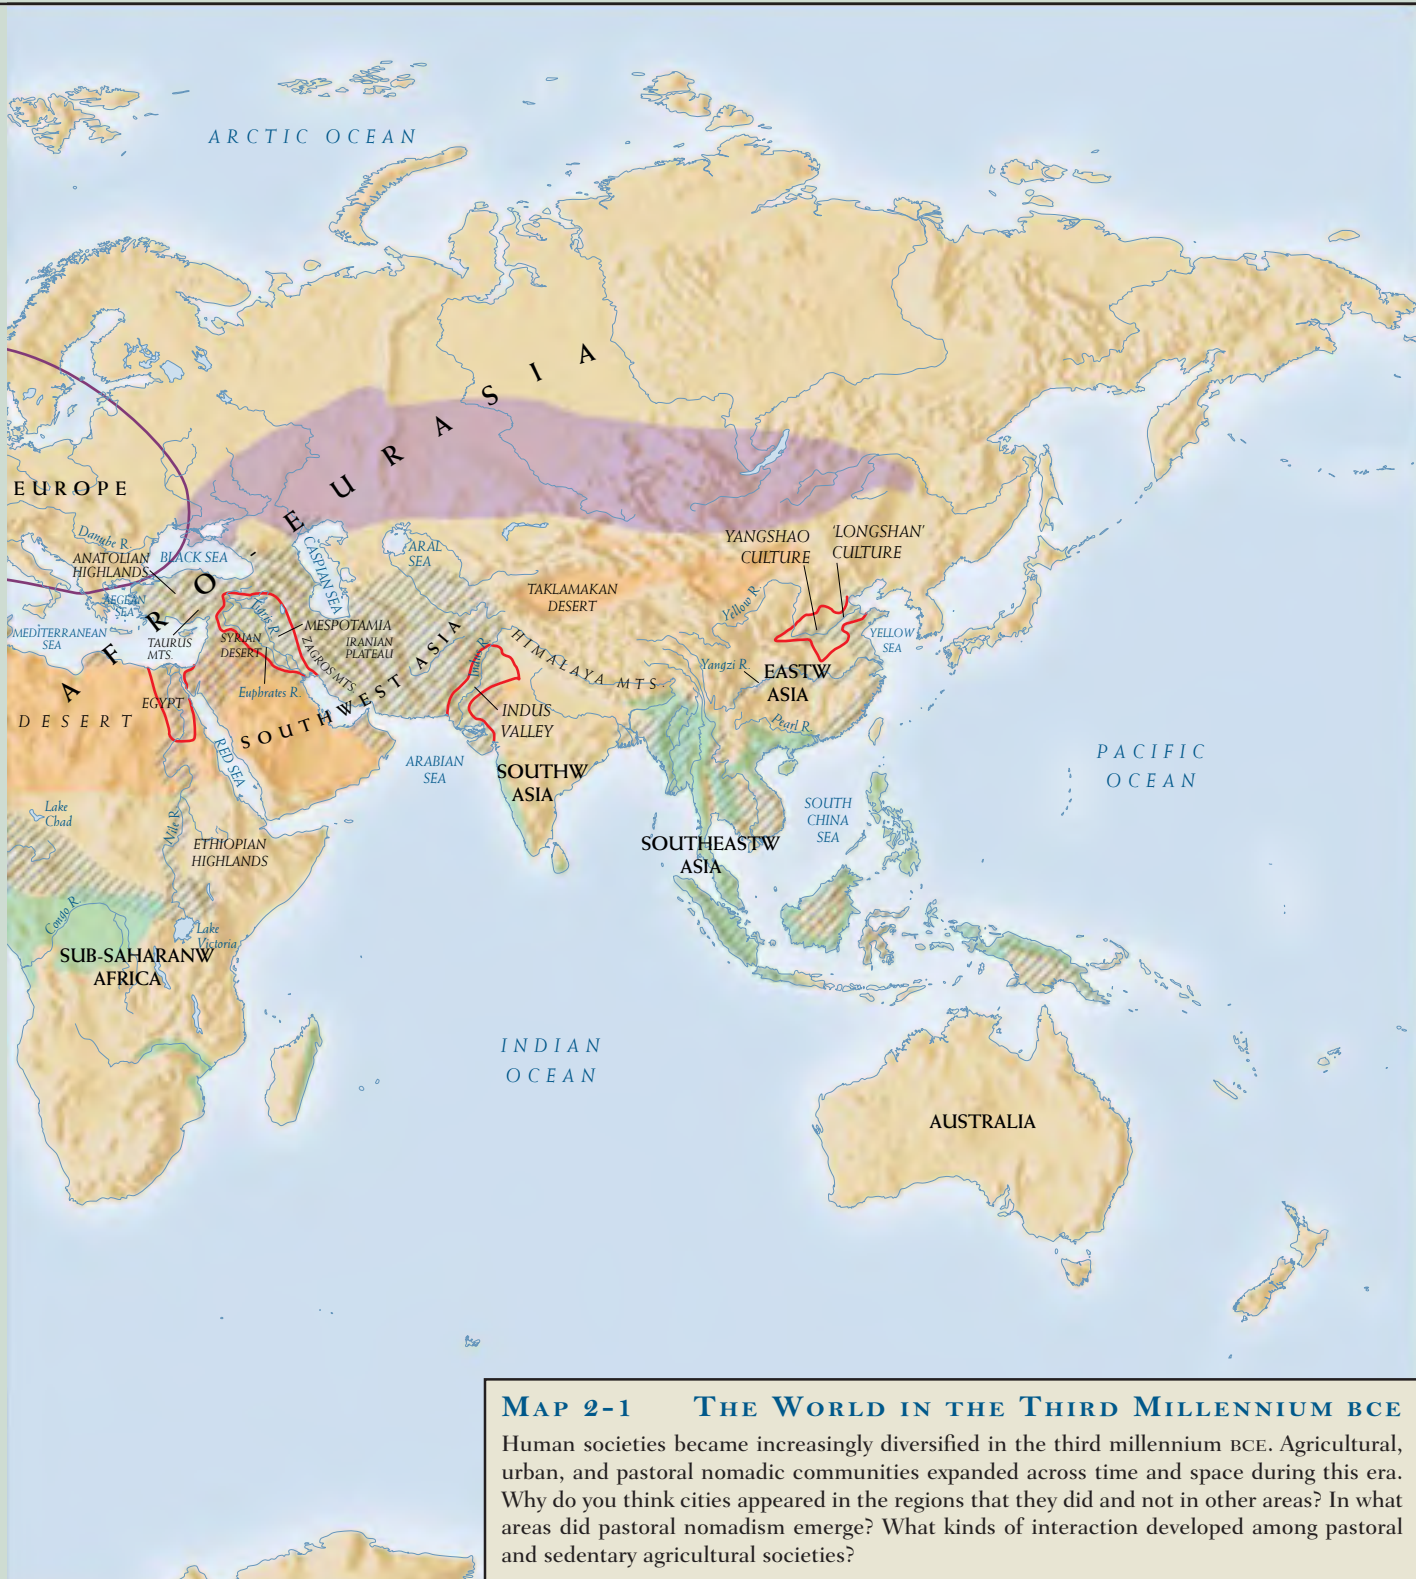 ARCTIC OCEAN
AFRO-EURASIA
EUROPE
Danube R.
ANATOLIAN
HIGHLANDS
BLACK SEA
CASPIAN SEA
ARAL
SEA
AEGEAN
SEA
MEDITERRANEAN
SEA
TAURUS
MTS.
SYRIAN
DESERT
Tigris R.
MESPOTAMIA
IRANIAN
PLATEAU
ZAGROS MTS.
Euphrates R.
SOUTHWEST ASIA
EGYPT
DESERT
RED SEA
Lake
Chad
Nile R.
ETHIOPIAN
HIGHLANDS
Congo R.
Lake
Victoria
SUB-SAHARANW
AFRICA
TAKLAMAKAN
DESERT
HIMALAYA MTS.
Indus R.
INDUS
VALLEY
ARABIAN
SEA
SOUTHW
ASIA
YANGSHAO
CULTURE
'LONGSHAN'
CULTURE
Yellow R.
YELLOW
SEA
Yangzi R.
EASTW
ASIA
Pearl R.
SOUTH
CHINA
SEA
SOUTHEASTW
ASIA
PACIFIC
OCEAN
INDIAN
OCEAN
AUSTRALIA
MAP 2-1 THE WORLD IN THE THIRD MILLENNIUM BCE
Human societies became increasingly diversified in the third millennium BCE. Agricultural,
urban, and pastoral nomadic communities expanded across time and space during this era.
Why do you think cities appeared in the regions that they did and not in other areas? In what
areas did pastoral nomadism emerge? What kinds of interaction developed among pastoral
and sedentary agricultural societies?